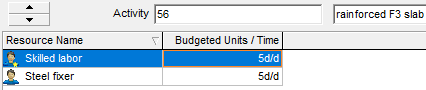 Activity 56 rainforced F3 slab
Resource Name Budgeted Units / Time
Skilled labor 5d/d
Steel fixer 5d/d